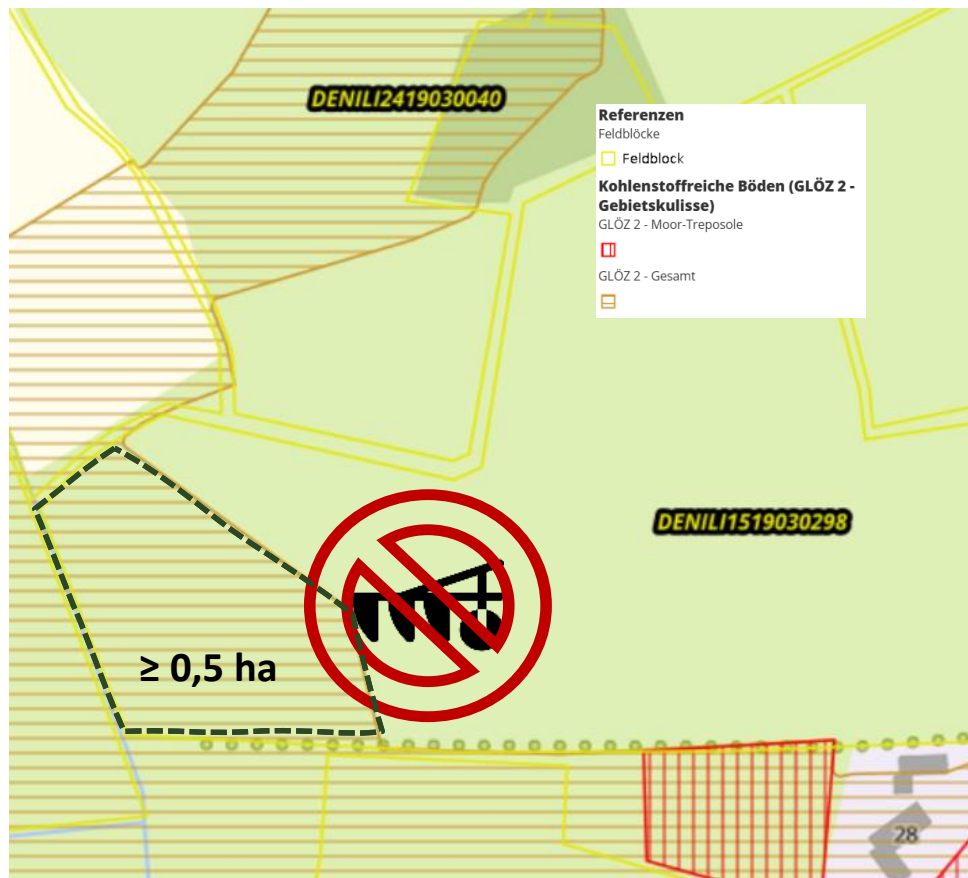 DENILI2419030040
Referenzen
Feldblöcke
Feldblock
Kohlenstoffreiche Böden (GLÖZ 2 -
Gebietskulisse)
GLÖZ 2 - Moor-Treposole
GLÖZ 2 - Gesamt
DENILI1519030298
≥ 0,5 ha
28